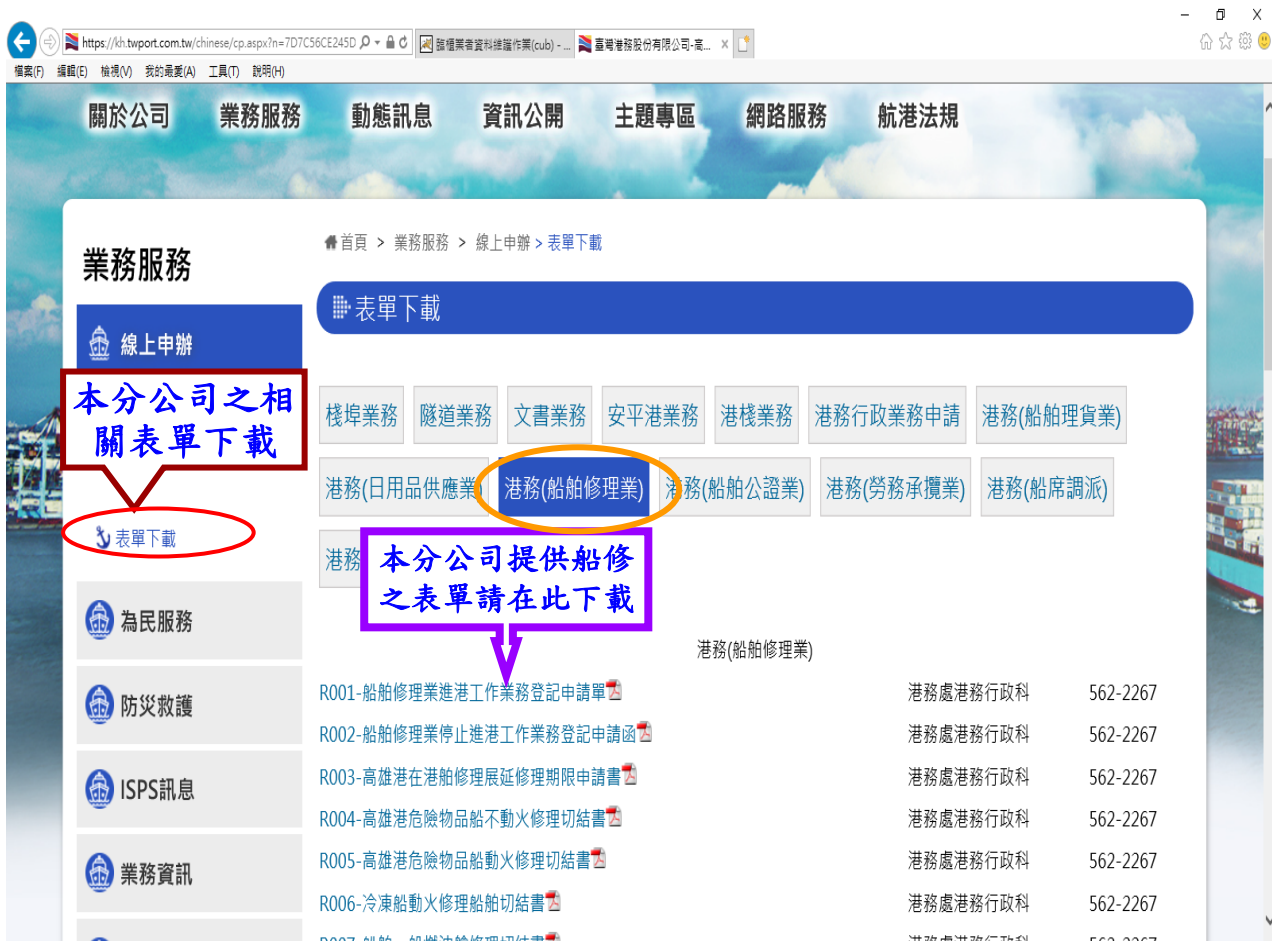 https://kh.twport.com.tw/chinese/cp.aspx?n=7D7C56CE245D
臨櫃業者資料維護作業(cub) - ...
臺灣港務股份有限公司-高...
檔案(F) 編輯(E) 檢視(V) 我的最愛(A) 工具(T) 說明(H)
關於公司 業務服務 動態訊息 資訊公開 主題專區 網路服務 航港法規
業務服務
首頁 > 業務服務 > 線上申辦 > 表單下載
表單下載
線上申辦
本分公司之相
關表單下載
表單下載
為民服務
防災救護
ISPS訊息
業務資訊
棧埠業務 隧道業務 文書業務 安平港業務 港棧業務 港務行政業務申請 港務(船舶理貨業)
港務(日用品供應業) 港務(船舶修理業) 港務(船舶公證業) 港務(勞務承攬業) 港務(船席調派)
港務
本分公司提供船修
之表單請在此下載
港務(船舶修理業)
R001-船舶修理業進港工作業務登記申請單 港務處港務行政科 562-2267
R002-船舶修理業停止進港工作業務登記申請函 港務處港務行政科 562-2267
R003-高雄港在港船舶修理展延修理期限申請書 港務處港務行政科 562-2267
R004-高雄港危險物品船不動火修理切結書 港務處港務行政科 562-2267
R005-高雄港危險物品船動火修理切結書 港務處港務行政科 562-2267
R006-冷凍船動火修理船舶切結書 港務處港務行政科 562-2267